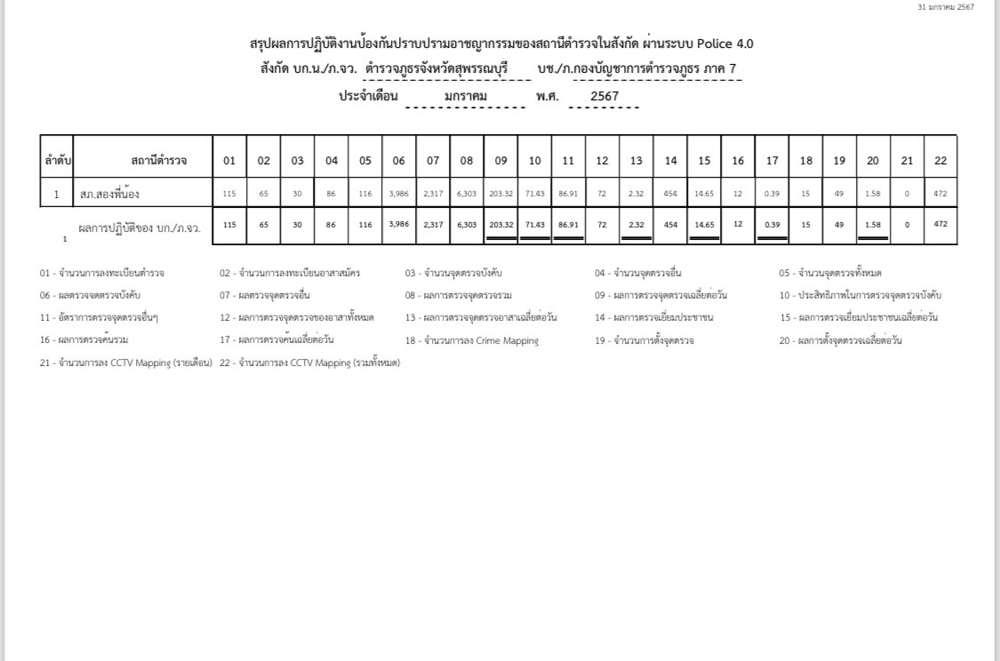 31 มกราคม 2567
สรุปผลการปฏิบัติงานป้องกันปราบปรามอาชญากรรมของสถานีตำรวจในสังกัด ผ่านระบบ Police 4.0
สังกัด บก.น./ภ.จว. ตำรวจภูธรจังหวัดสุพรรณบุรี บช./ภ.กองบัญชาการตำรวจภูธร ภาค 7
ประจำเดือน มกราคม พ.ศ. 2567
ลำดับ สถานีตำรวจ 01 02 03 04 05 06 07 08 09 10 11 12 13 14 15 16 17 18 19 20 21 22
1 สภ.สองพี่น้อง 115 65 30 86 116 3,986 2,317 6,303 203.32 71.43 86.91 72 2.32 454 14.65 12 0.39 15 49 1.58 0 472
1 ผลการปฏิบัติของ บก./ภ.จว. 115 65 30 86 116 3,986 2,317 6,303 203.32 71.43 86.91 72 2.32 454 14.65 12 0.39 15 49 1.58 0 472
01 - จำนวนการลงทะเบียนตำรวจ 02 - จำนวนการลงทะเบียนอาสาสมัคร 03 - จำนวนจุดตรวจบังคับ 04 - จำนวนจุดตรวจอื่น 05 - จำนวนจุดตรวจทั้งหมด
06 - ผลตรวจจุดตรวจบังคับ 07 - ผลตรวจจุดตรวจอื่น 08 - ผลการตรวจจุดตรวจรวม 09 - ผลการตรวจจุดตรวจเฉลี่ยต่อวัน 10 - ประสิทธิภาพในการตรวจจุดตรวจบังคับ
11 - อัตราการตรวจจุดตรวจอื่นๆ 12 - ผลการตรวจจุดตรวจของอาสาทั้งหมด 13 - ผลการตรวจจุดตรวจอาสาเฉลี่ยต่อวัน 14 - ผลการตรวจเยี่ยมประชาชน 15 - ผลการตรวจเยี่ยมประชาชนเฉลี่ยต่อวัน
16 - ผลการตรวจค้นรวม 17 - ผลการตรวจค้นเฉลี่ยต่อวัน 18 - จำนวนการลง Crime Mapping 19 - จำนวนการตั้งจุดตรวจ 20 - ผลการตั้งจุดตรวจเฉลี่ยต่อวัน
21 - จำนวนการลง CCTV Mapping (รายเดือน) 22 - จำนวนการลง CCTV Mapping (รวมทั้งหมด)